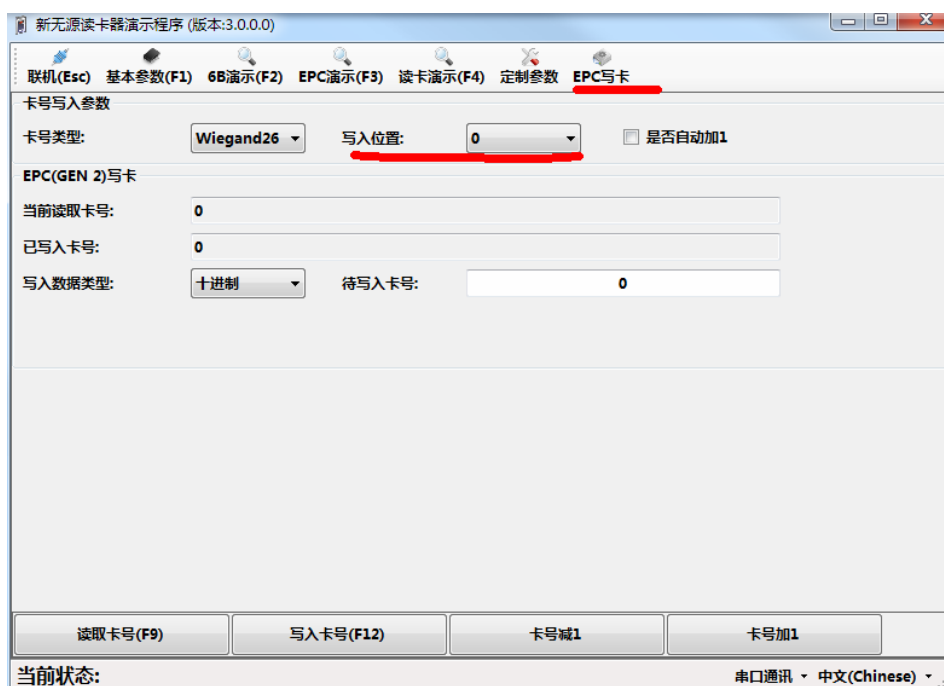 新无源读卡器演示程序 (版本:3.0.0.0)
联机(Esc) 基本参数(F1) 6B演示(F2) EPC演示(F3) 读卡演示(F4) 定制参数 EPC写卡
卡号写入参数
卡号类型: Wiegand26 写入位置: 0 是否自动加1
EPC(GEN 2)写卡
当前读取卡号: 0
已写入卡号: 0
写入数据类型: 十进制 待写入卡号: 0
读取卡号(F9) 写入卡号(F12) 卡号减1 卡号加1
当前状态: 串口通讯 中文(Chinese)